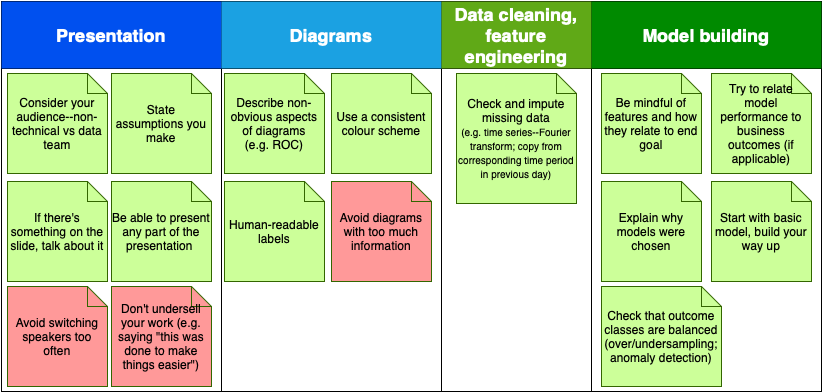 Presentation
Diagrams
Data cleaning,
feature
engineering
Model building
Consider your
audience--non-
technical vs data
team
State
assumptions you
make
If there's
something on the
slide, talk about it
Be able to present
any part of the
presentation
Avoid switching
speakers too
often
Don't undersell
your work (e.g.
saying "this was
done to make
things easier")
Describe non-
obvious aspects
of diagrams
(e.g. ROC)
Use a consistent
colour scheme
Human-readable
labels
Avoid diagrams
with too much
information
Check and impute
missing data
(e.g. time series--Fourier
transform; copy from
corresponding time period
in previous day)
Be mindful of
features and how
they relate to end
goal
Try to relate
model
performance to
business
outcomes (if
applicable)
Explain why
models were
chosen
Start with basic
model, build your
way up
Check that outcome
classes are balanced
(over/undersampling;
anomaly detection)